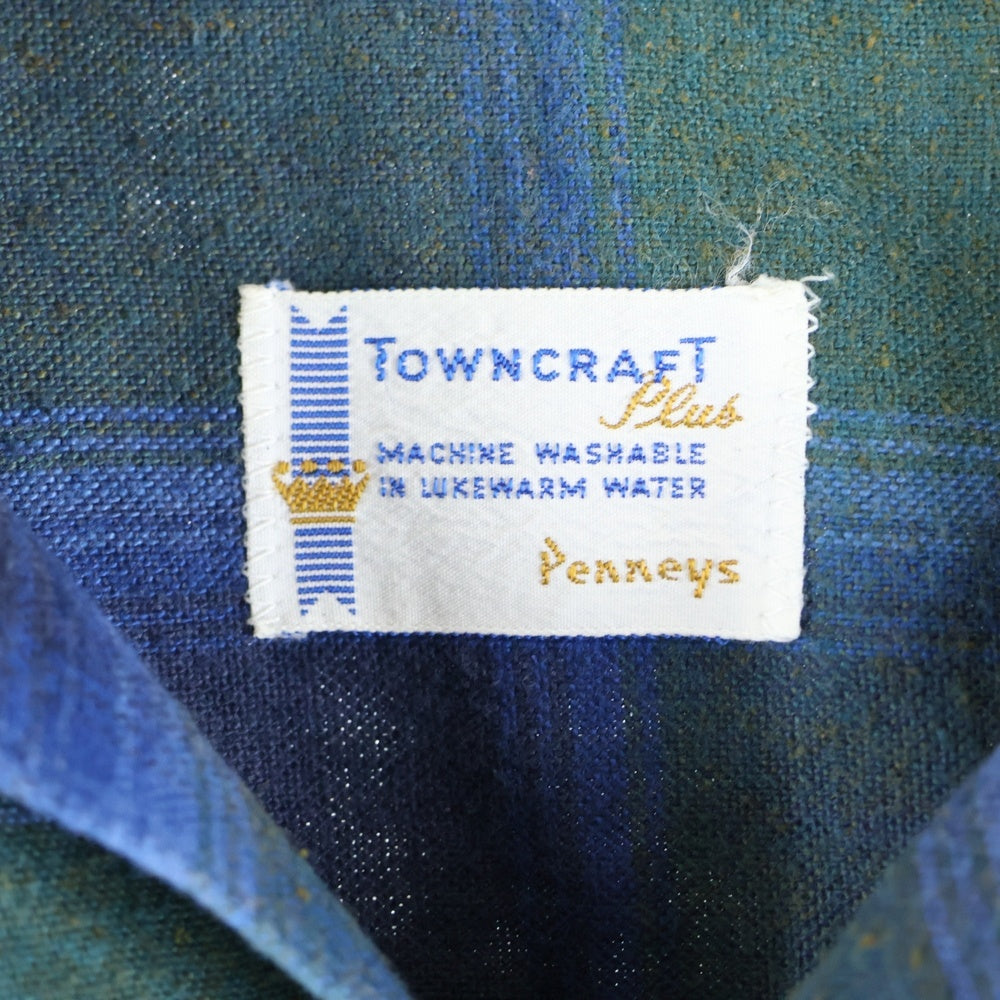 TOWNCRAFT
Plus
MACHINE WASHABLE
IN LUKEWARM WATER
Penneys